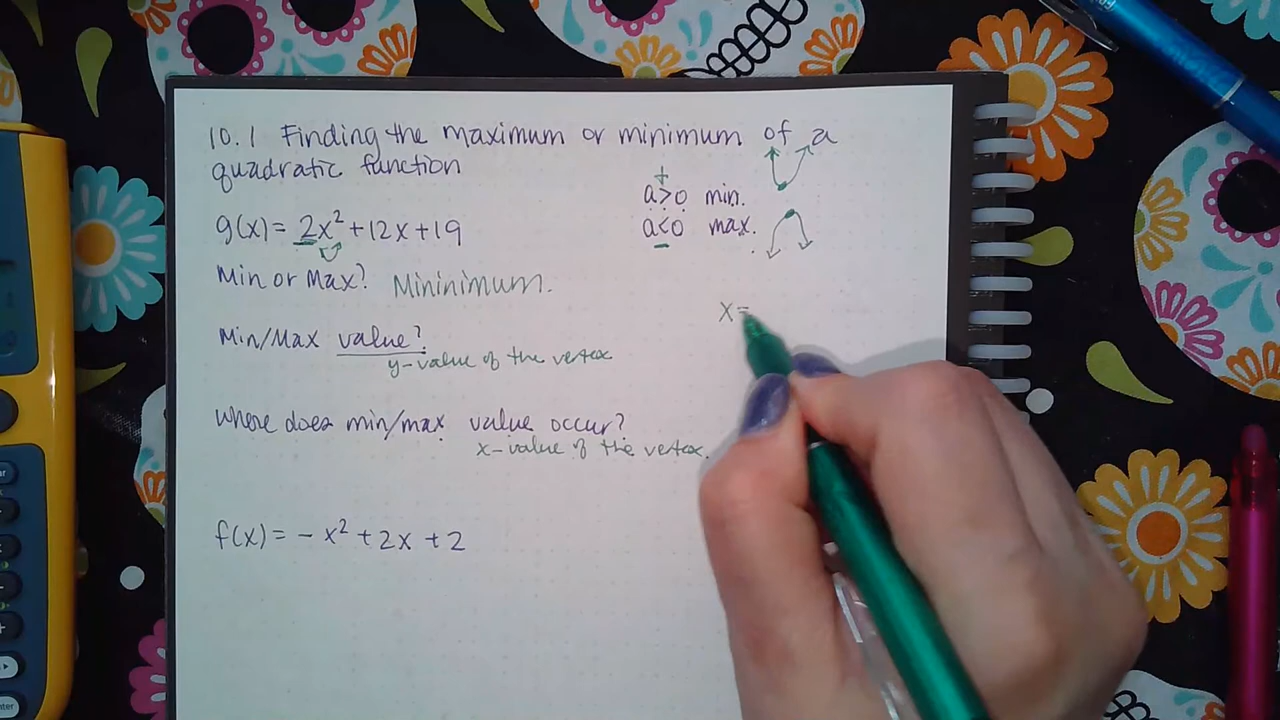 10.1 Finding the maximum or minimum of a
quadratic function
+
a>0 min.
a<0 max.
g(x) = 2x² + 12x + 19
Min or Max? Mininimum.
x =
Min/Max value?
y-value of the vertex
Where does min/max value occur?
x-value of the vertex.
f(x) = - x² + 2x + 2